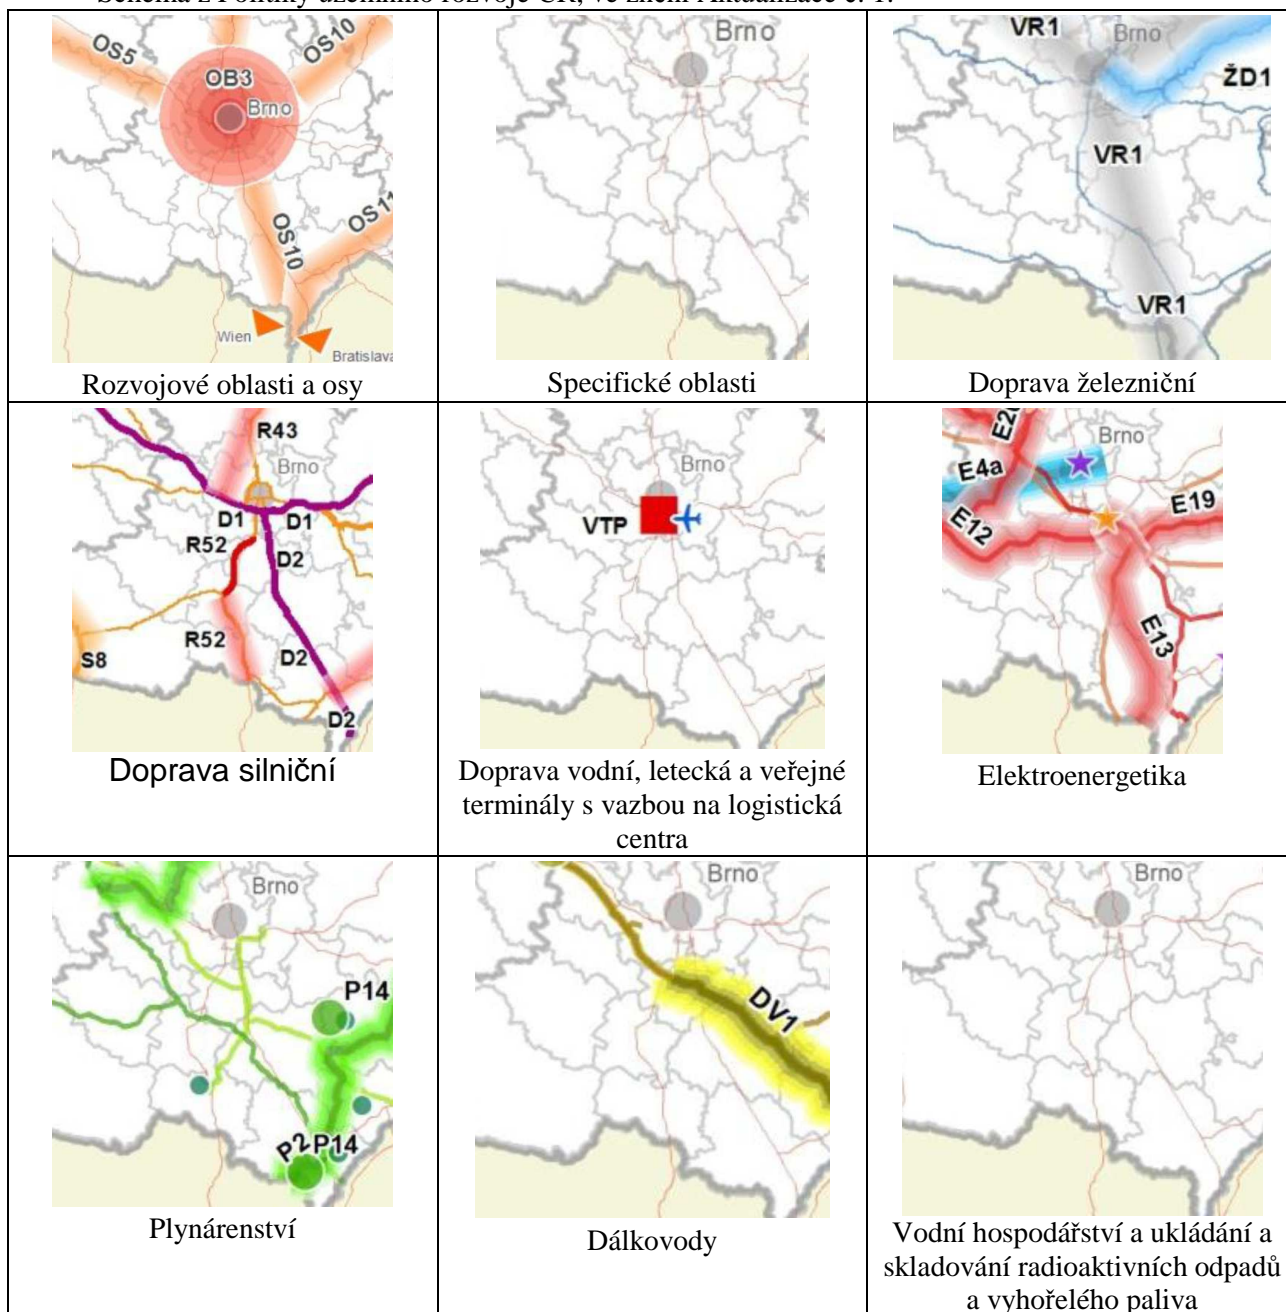 Schéma z Politiky územního rozvoje ČR, ve znění Aktualizace č. 1:
OS5
OS10
OB3
Brno
OS10
OS11
Wien
Bratislava
Rozvojové oblasti a osy
Brno
Specifické oblasti
VR1
Brno
ŽD1
VR1
VR1
Doprava železniční
R43
Brno
D1
D1
R52
D2
R52
D2
S8
D2
Doprava silniční
Brno
VTP
Doprava vodní, letecká a veřejné
terminály s vazbou na logistická
centra
Brno
E4a
E19
E12
E13
Elektroenergetika
Brno
P14
P2
P14
Plynárenství
Brno
DV1
Dálkovody
Brno
Vodní hospodářství a ukládání a
skladování radioaktivních odpadů
a vyhořelého paliva